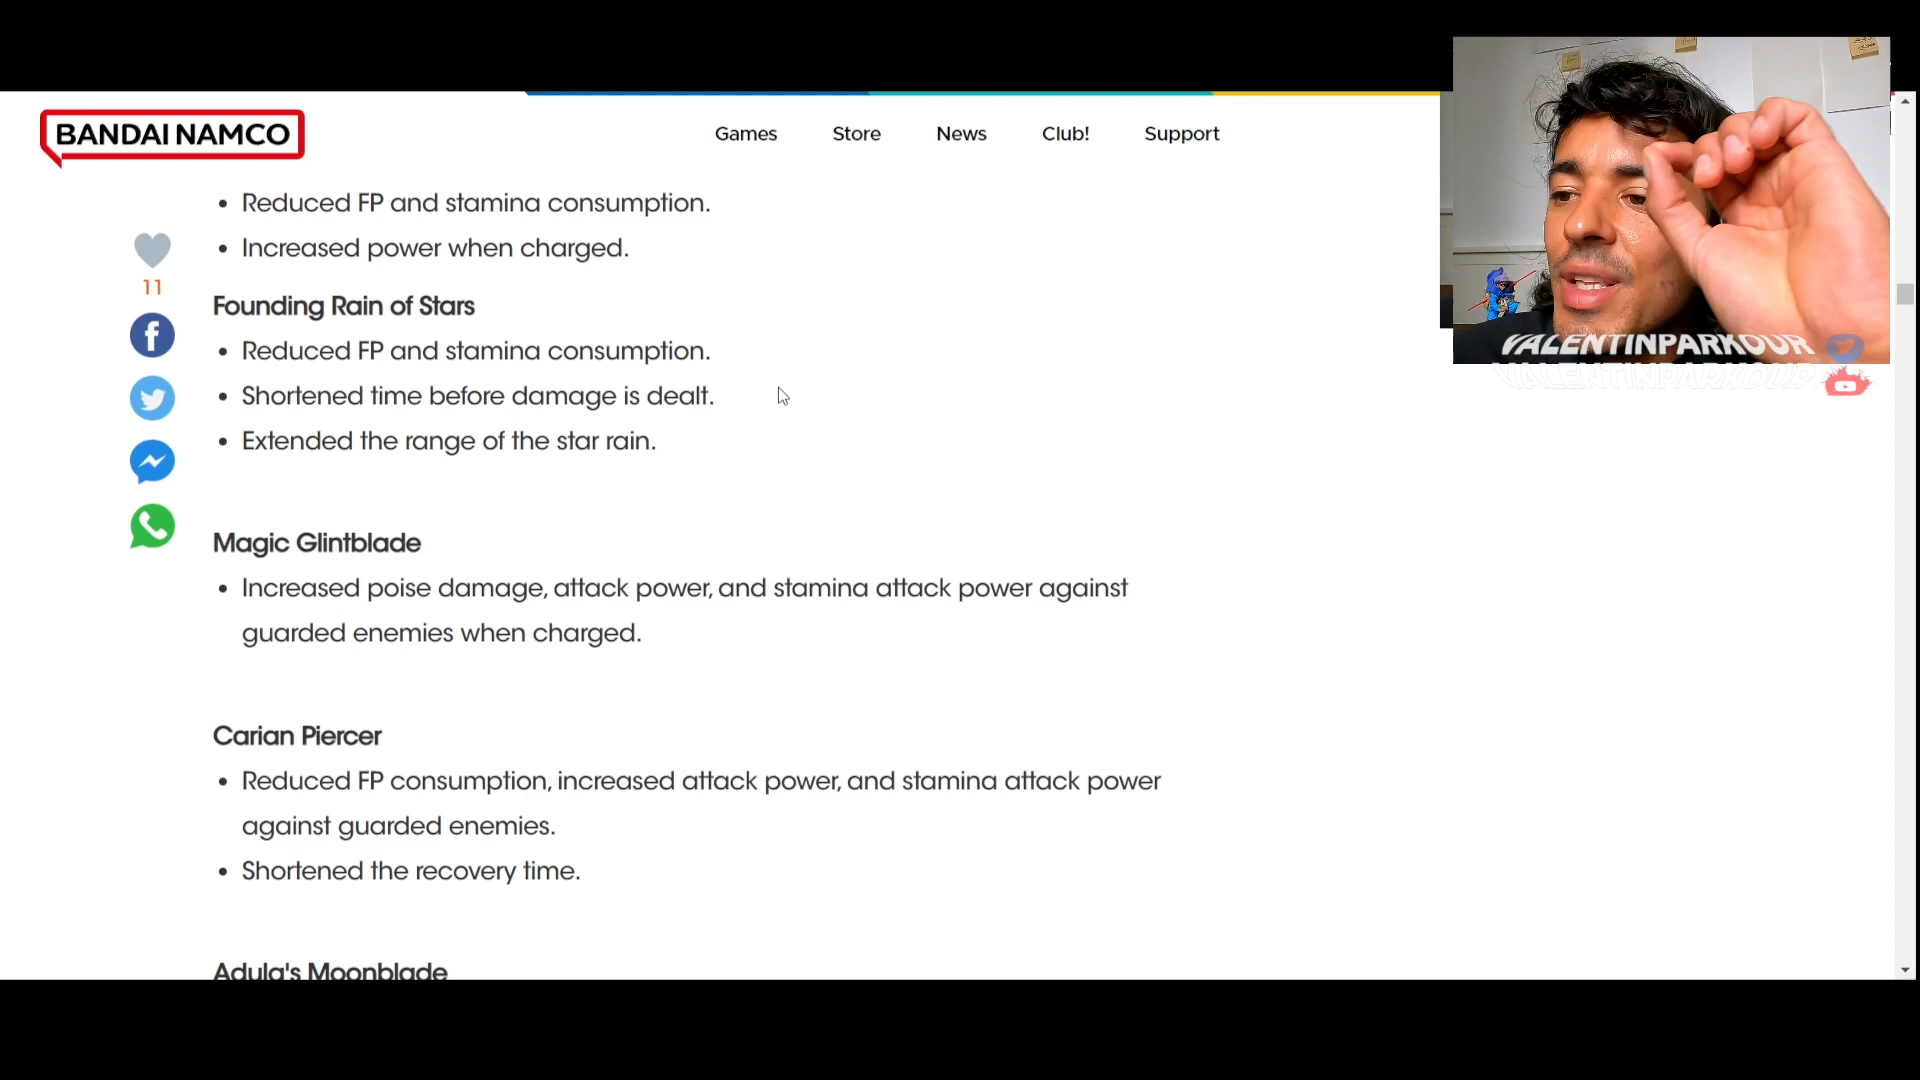 BANDAI NAMCO
Games Store News Club! Support
• Reduced FP and stamina consumption.
• Increased power when charged.
11
Founding Rain of Stars
• Reduced FP and stamina consumption.
• Shortened time before damage is dealt.
• Extended the range of the star rain.
Magic Glintblade
• Increased poise damage, attack power, and stamina attack power against
guarded enemies when charged.
Carian Piercer
• Reduced FP consumption, increased attack power, and stamina attack power
against guarded enemies.
• Shortened the recovery time.
Adula's Moonblade
VALENTINPARKOUR
VALENTINPARKOUR